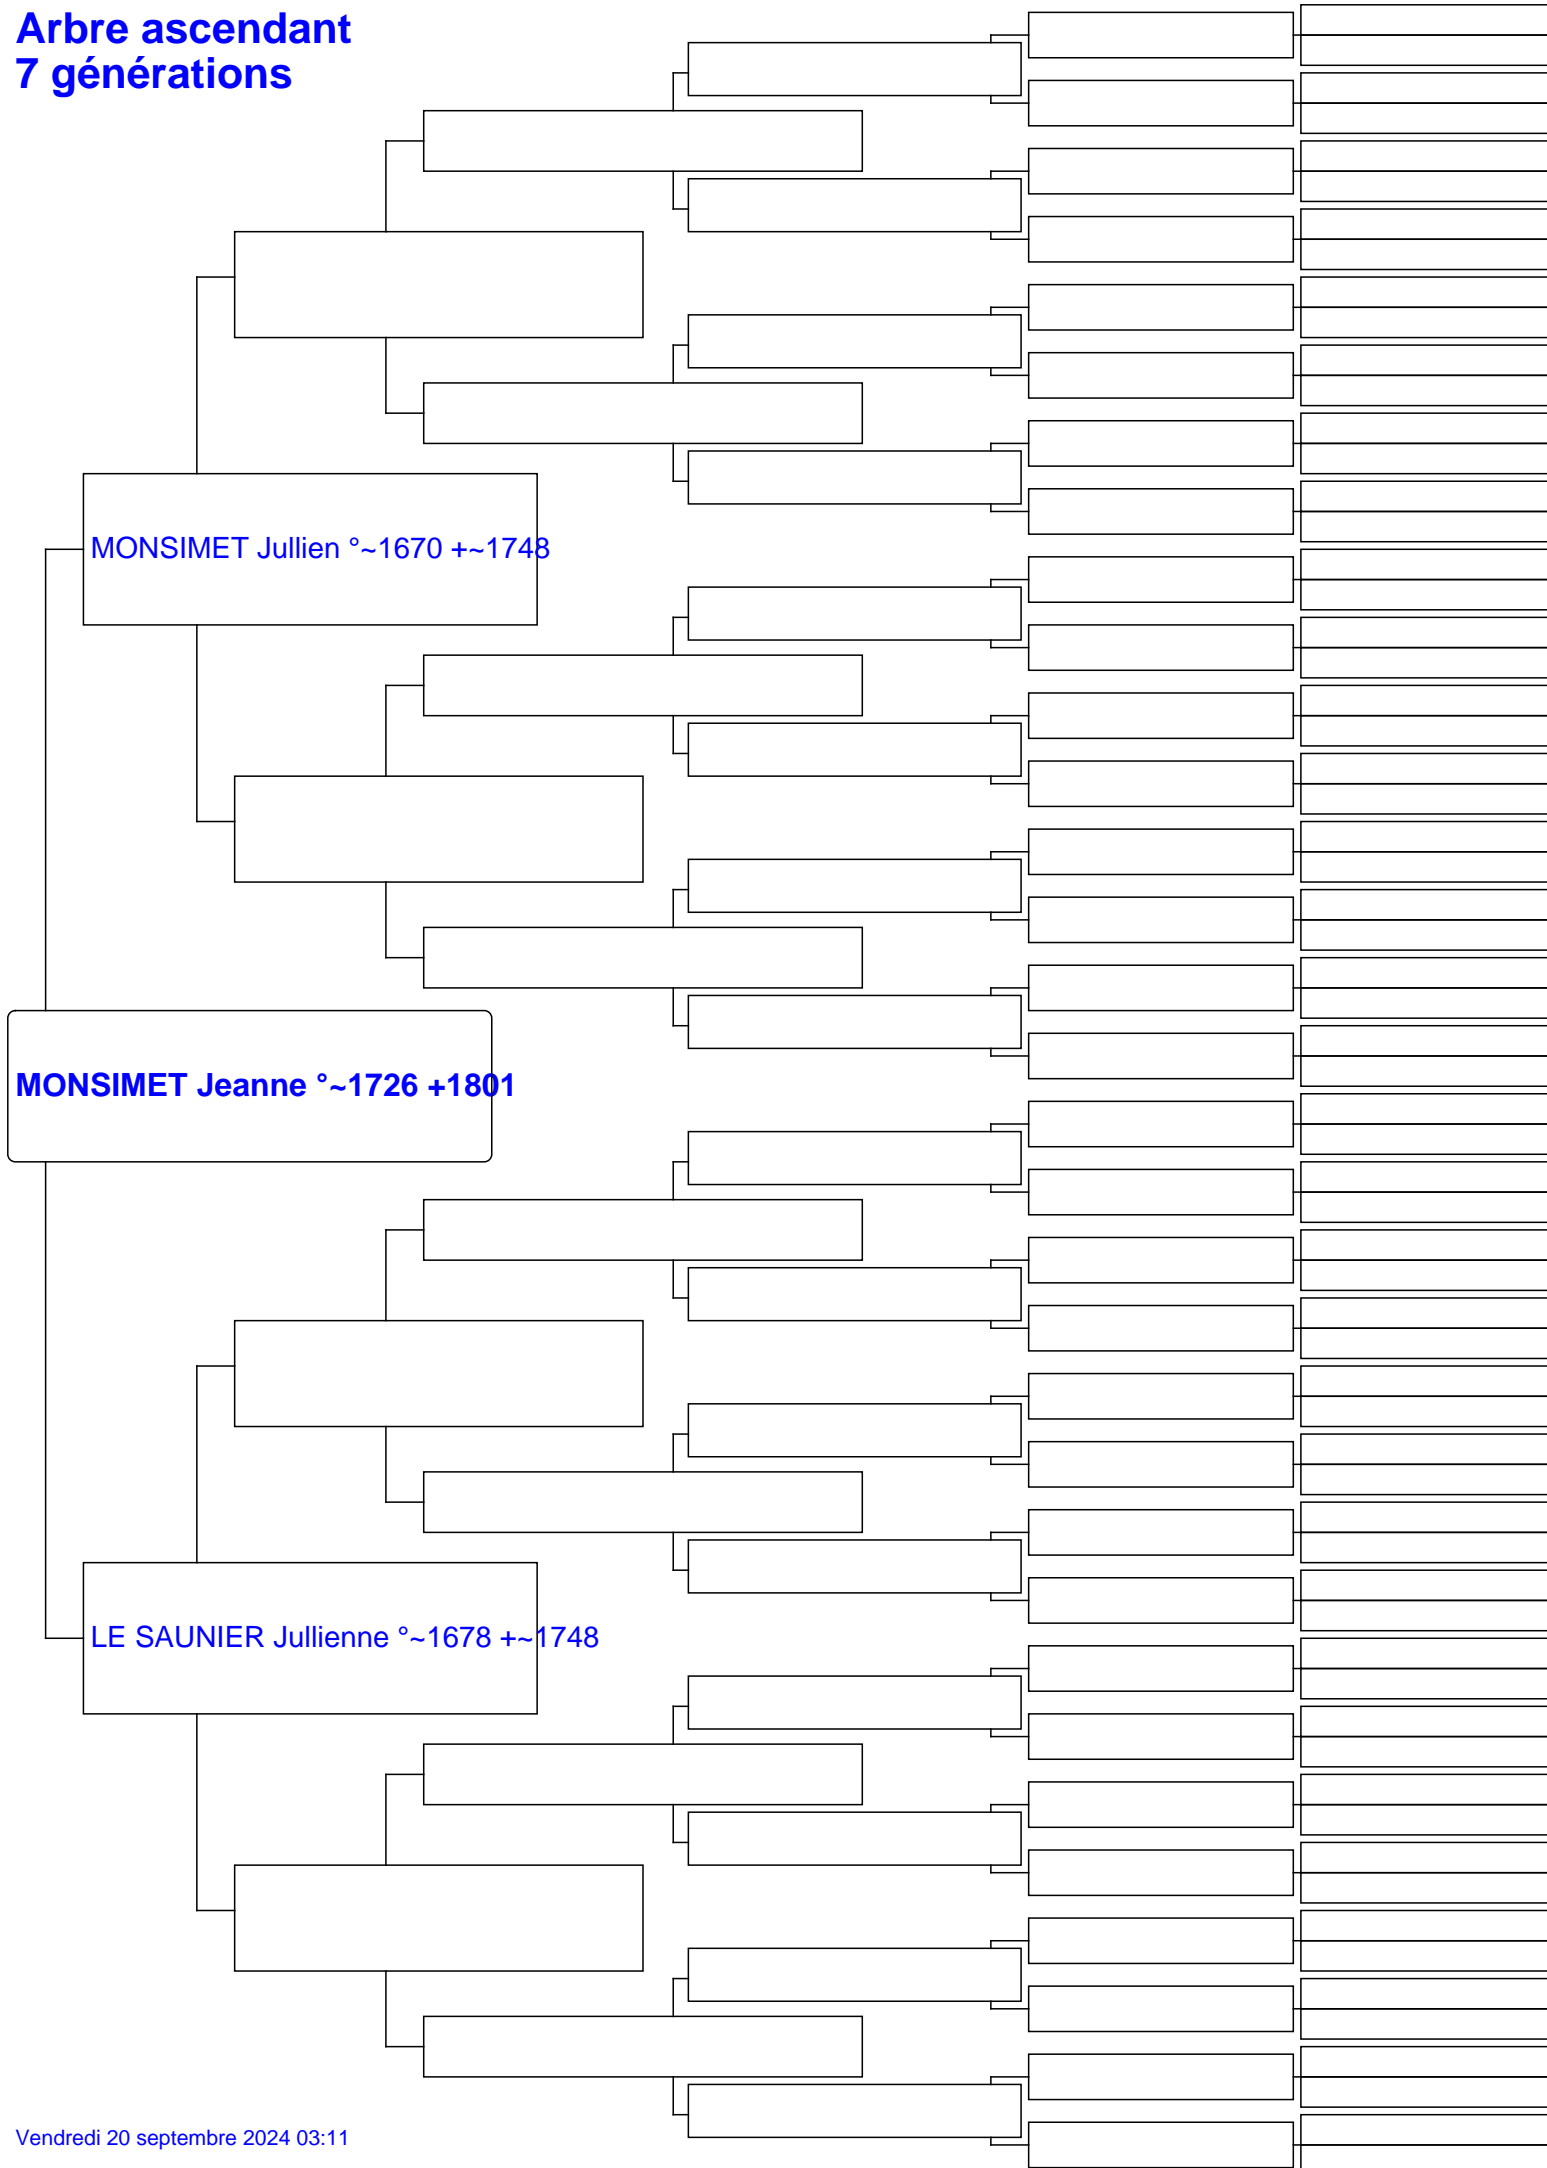 Arbre ascendant
7 générations
MONSIMET Jullien °~1670 +~1748
MONSIMET Jeanne °~1726 +1801
LE SAUNIER Jullienne °~1678 +~1748
Vendredi 20 septembre 2024 03:11